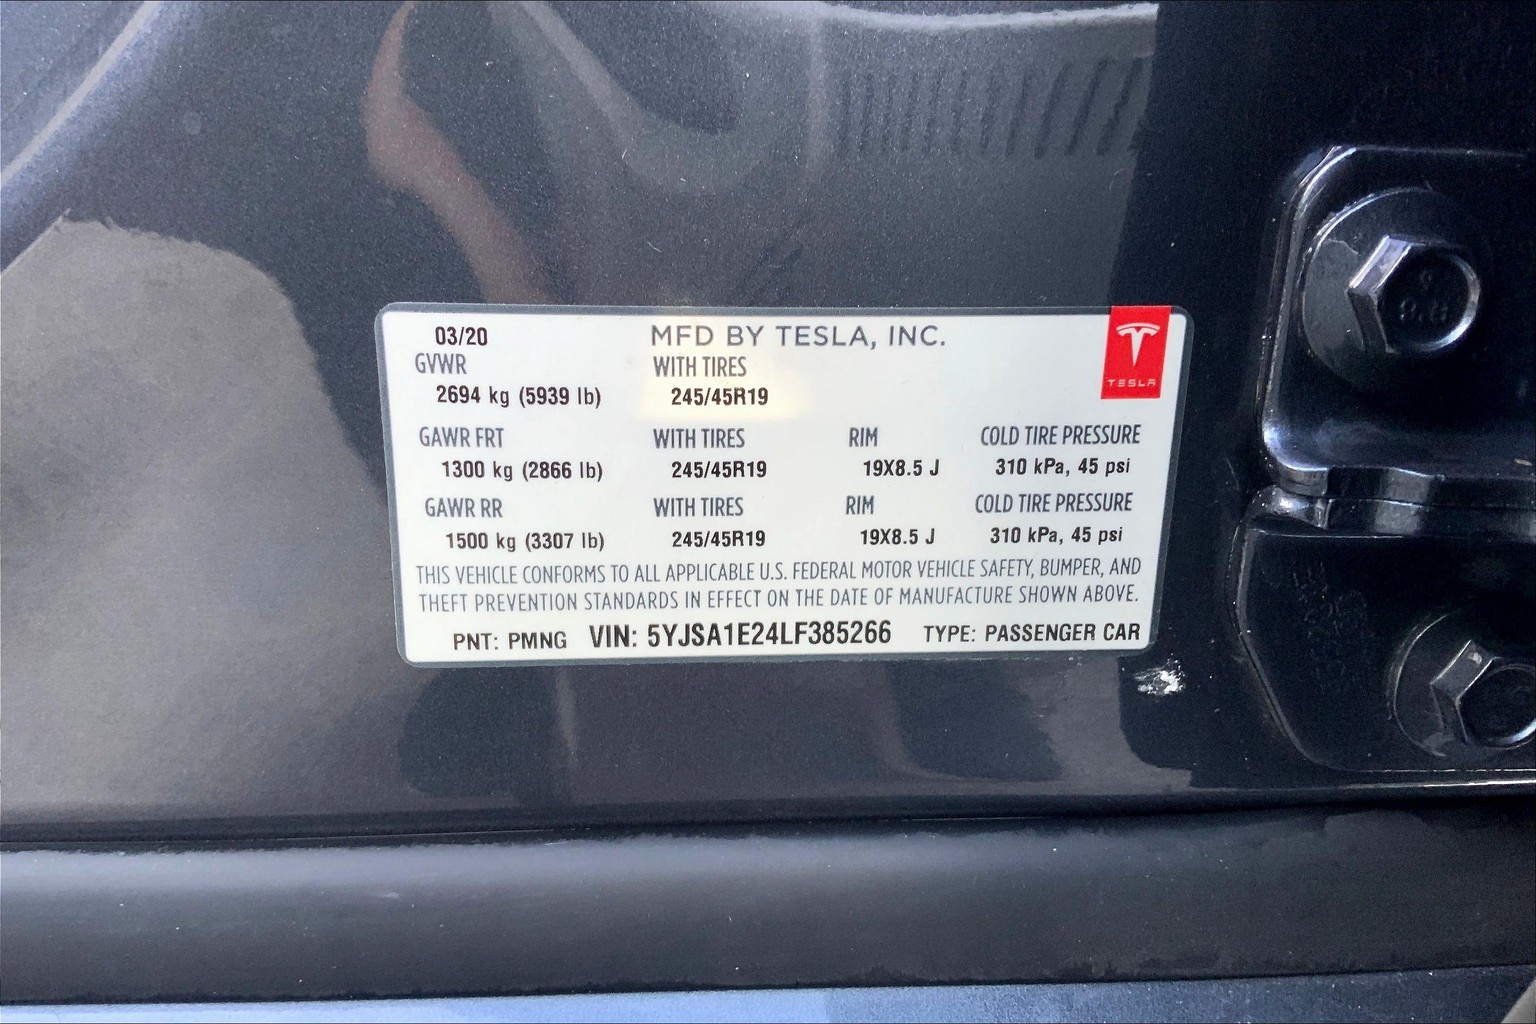 03/20 MFD BY TESLA, INC.
GVWR WITH TIRES
2694 kg (5939 lb) 245/45R19
TESLA
GAWR FRT WITH TIRES RIM COLD TIRE PRESSURE
1300 kg (2866 lb) 245/45R19 19X8.5 J 310 kPa, 45 psi
GAWR RR WITH TIRES RIM COLD TIRE PRESSURE
1500 kg (3307 lb) 245/45R19 19X8.5 J 310 kPa, 45 psi
THIS VEHICLE CONFORMS TO ALL APPLICABLE U.S. FEDERAL MOTOR VEHICLE SAFETY, BUMPER, AND
THEFT PREVENTION STANDARDS IN EFFECT ON THE DATE OF MANUFACTURE SHOWN ABOVE.
PNT: PMNG VIN: 5YJSA1E24LF385266 TYPE: PASSENGER CAR